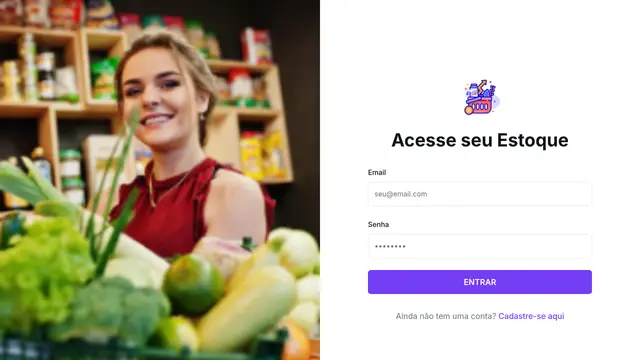 Acesse seu Estoque
Email
seu@email.com
Senha
••••••••
ENTRAR
Ainda não tem uma conta? Cadastre-se aqui